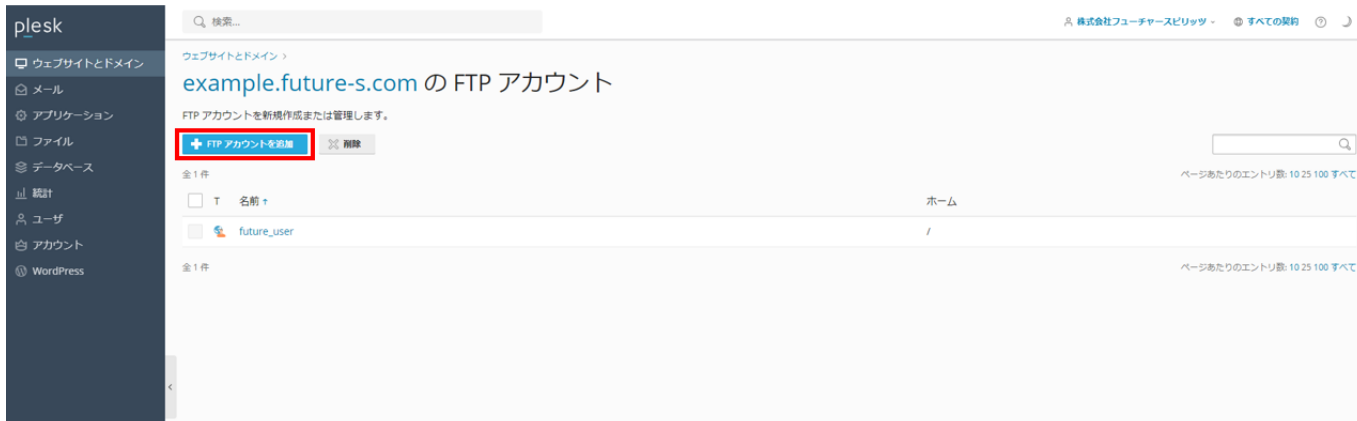 plesk
検索...
株式会社フューチャースピリッツ
すべての契約
ウェブサイトとドメイン
メール
アプリケーション
ファイル
データベース
統計
ユーザ
アカウント
WordPress
ウェブサイトとドメイン >
example.future-s.com の FTP アカウント
FTP アカウントを新規作成または管理します。
FTP アカウントを追加 削除
全 1 件 ページあたりのエントリ数: 10 25 100 すべて
T 名前 ↑ ホーム
future_user /
全 1 件 ページあたりのエントリ数: 10 25 100 すべて